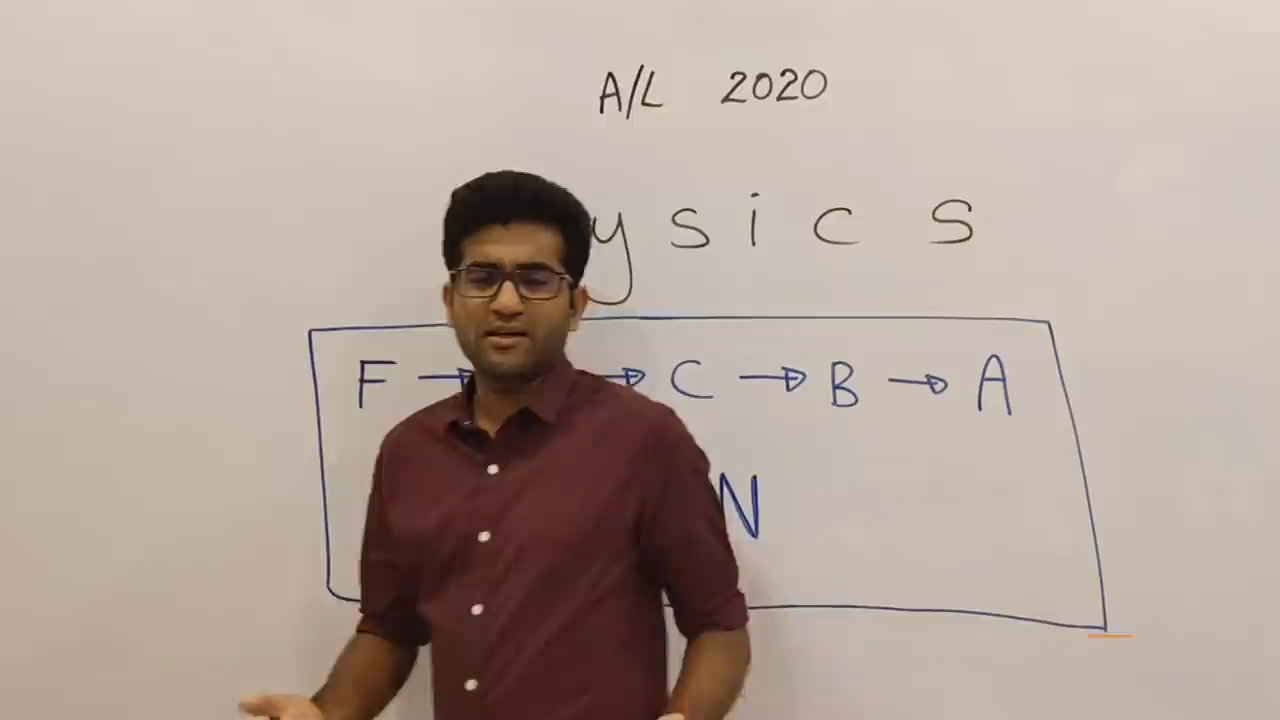 A/L 2020
ysics
F → → C → B → A
N